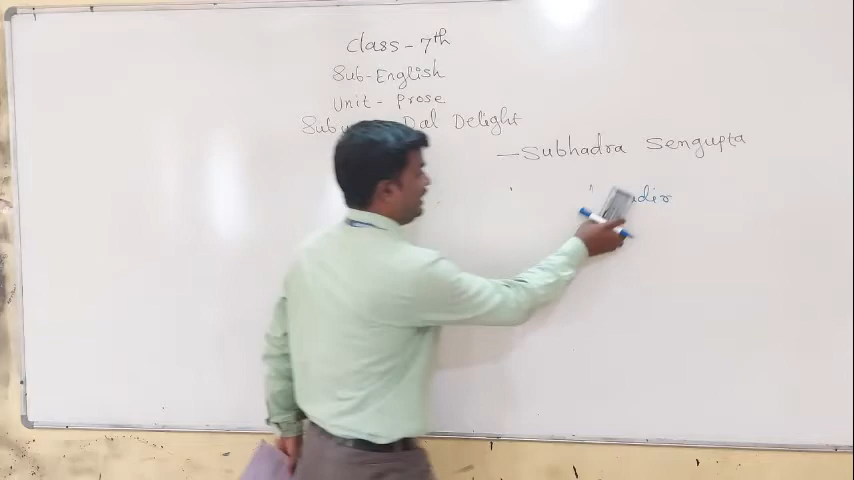 Class - 7th
Sub - English
Unit - Prose
Sub Dal Delight
- Subhadra Sengupta